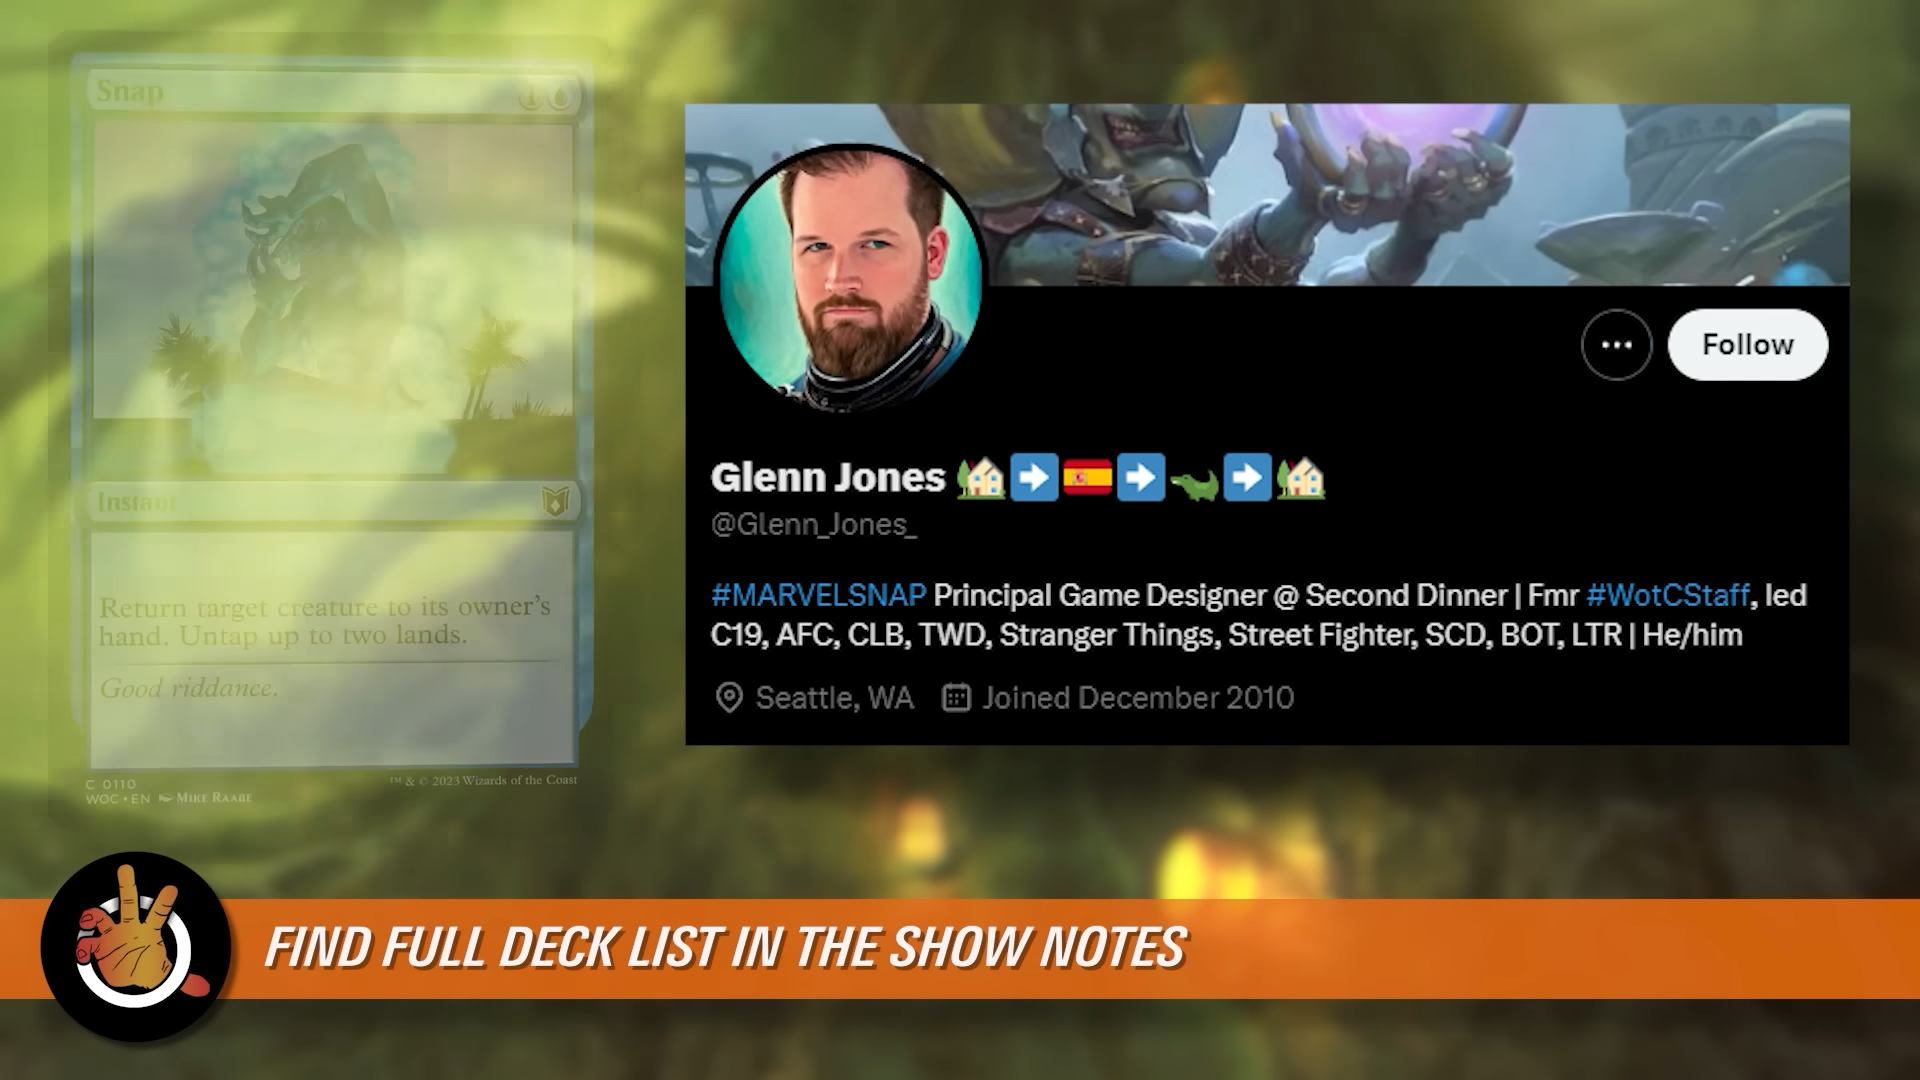 Snap
Instant
Return target creature to its owner's
hand. Untap up to two lands.
Good riddance.
C 0110
WOC • EN MIKE RAABE
™ & © 2023 Wizards of the Coast
Follow
Glenn Jones
@Glenn_Jones_
#MARVELSNAP Principal Game Designer @ Second Dinner | Fmr #WotCStaff, led
C19, AFC, CLB, TWD, Stranger Things, Street Fighter, SCD, BOT, LTR | He/him
Seattle, WA Joined December 2010
FIND FULL DECK LIST IN THE SHOW NOTES